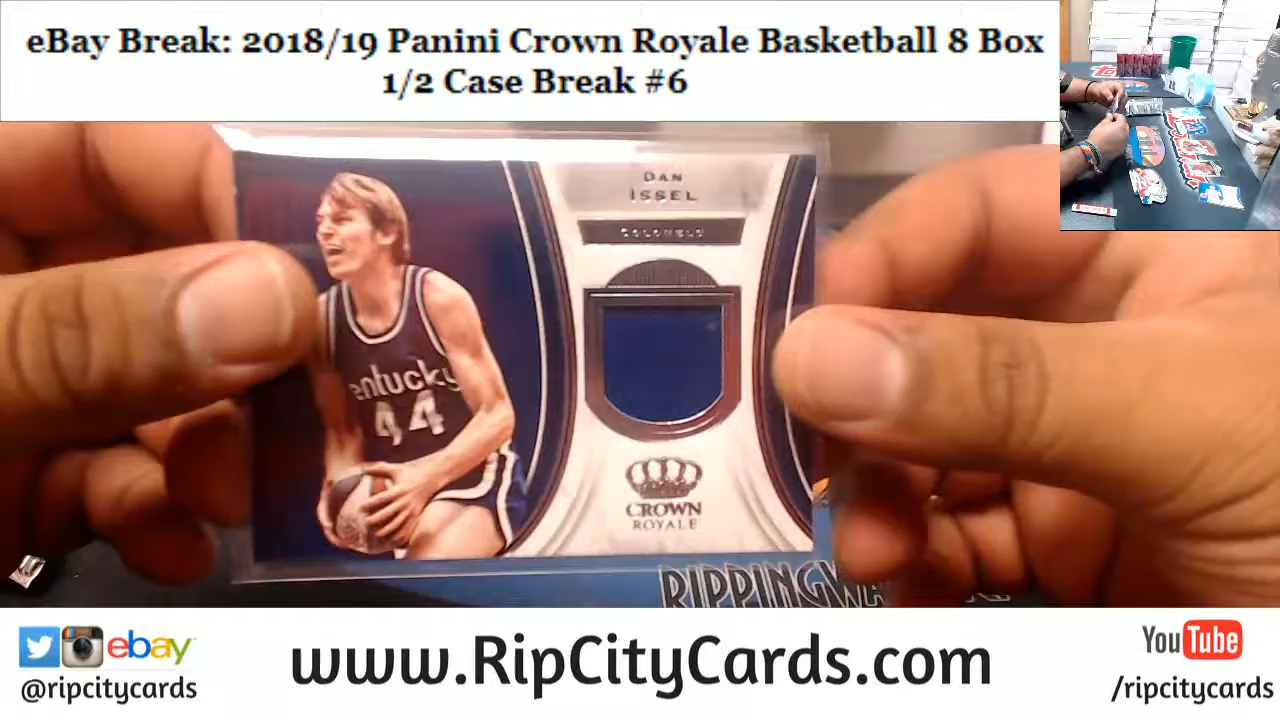 eBay Break: 2018/19 Panini Crown Royale Basketball 8 Box
1/2 Case Break #6
DAN
ISSEL
COLONELS
entucky
44
CROWN
ROYALE
ebay
@ripcitycards
www.RipCityCards.com
YouTube
/ripcitycards